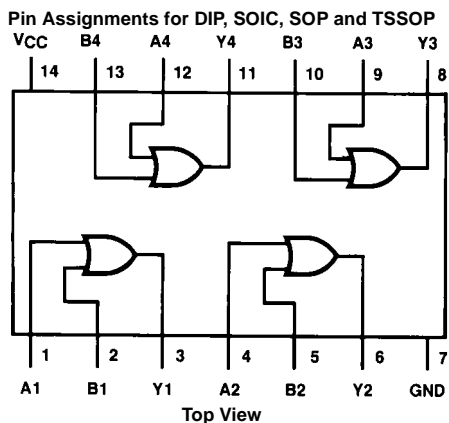 Pin Assignments for DIP, SOIC, SOP and TSSOP
VCC B4 A4 Y4 B3 A3 Y3
14 13 12 11 10 9 8
1 2 3 4 5 6 7
A1 B1 Y1 A2 B2 Y2 GND
Top View